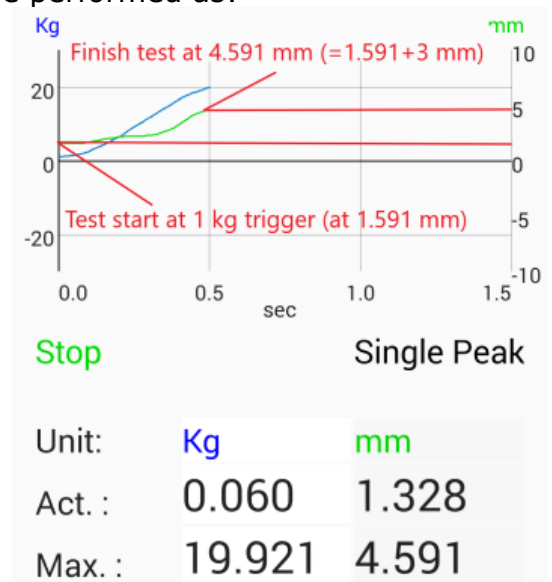 e performed as:
Kg mm
Finish test at 4.591 mm (=1.591+3 mm) 10
20 5
0 0
Test start at 1 kg trigger (at 1.591 mm) -5
-20
-10
0.0 0.5 1.0 1.5
sec
Stop Single Peak
Unit: Kg mm
Act. : 0.060 1.328
Max. : 19.921 4.591